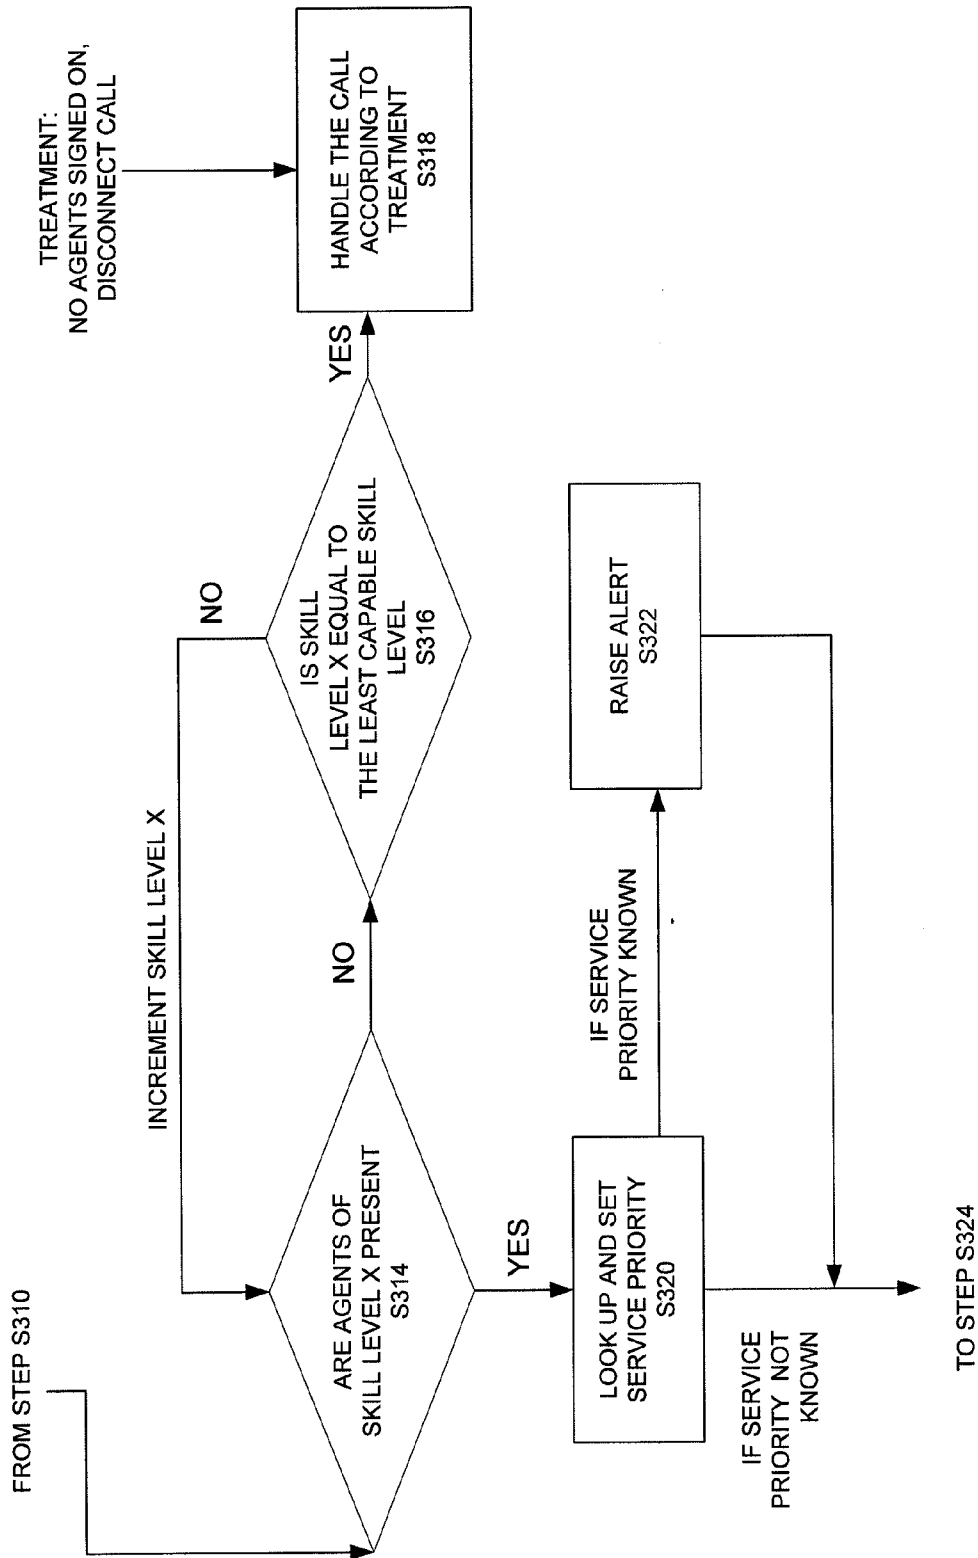 FROM STEP S310
ARE AGENTS OF
SKILL LEVEL X PRESENT
S314
NO
YES
INCREMENT SKILL LEVEL X
IS SKILL
LEVEL X EQUAL TO
THE LEAST CAPABLE SKILL
LEVEL
S316
NO
YES
TREATMENT:
NO AGENTS SIGNED ON,
DISCONNECT CALL
HANDLE THE CALL
ACCORDING TO
TREATMENT
S318
LOOK UP AND SET
SERVICE PRIORITY
S320
IF SERVICE
PRIORITY KNOWN
RAISE ALERT
S322
IF SERVICE
PRIORITY NOT
KNOWN
TO STEP S324